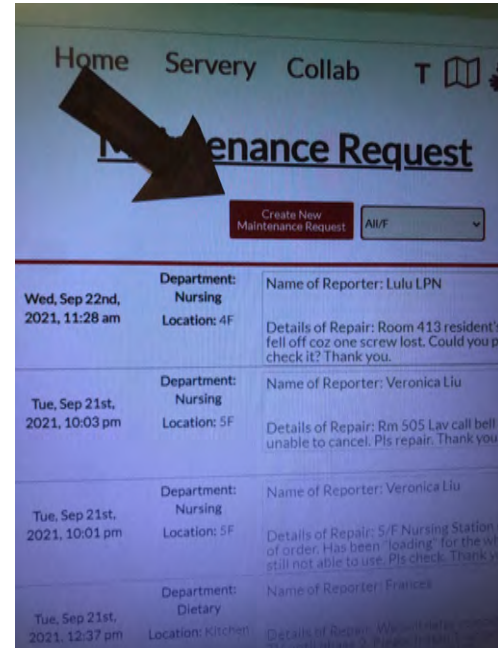 Home Servery Collab T
Maintenance Request
Create New
Maintenance Request
All/F
Wed, Sep 22nd,
2021, 11:28 am
Department:
Nursing
Location: 4F
Name of Reporter: Lulu LPN
Details of Repair: Room 413 resident's
fell off coz one screw lost. Could you
check it? Thank you.
Tue, Sep 21st,
2021, 10:03 pm
Department:
Nursing
Location: 5F
Name of Reporter: Veronica Liu
Details of Repair: Rm 505 Lav call bell
unable to cancel. Pls repair. Thank you
Tue, Sep 21st,
2021, 10:01 pm
Department:
Nursing
Location: 5F
Name of Reporter: Veronica Liu
Details of Repair: 5/F Nursing Station
of order. Has been "loading" for the
still not able to use. Pls check. Thank
Tue, Sep 21st,
2021, 12:37 pm
Department:
Dietary
Location: Kitchen
Name of Reporter: Frances
Details of Repair: